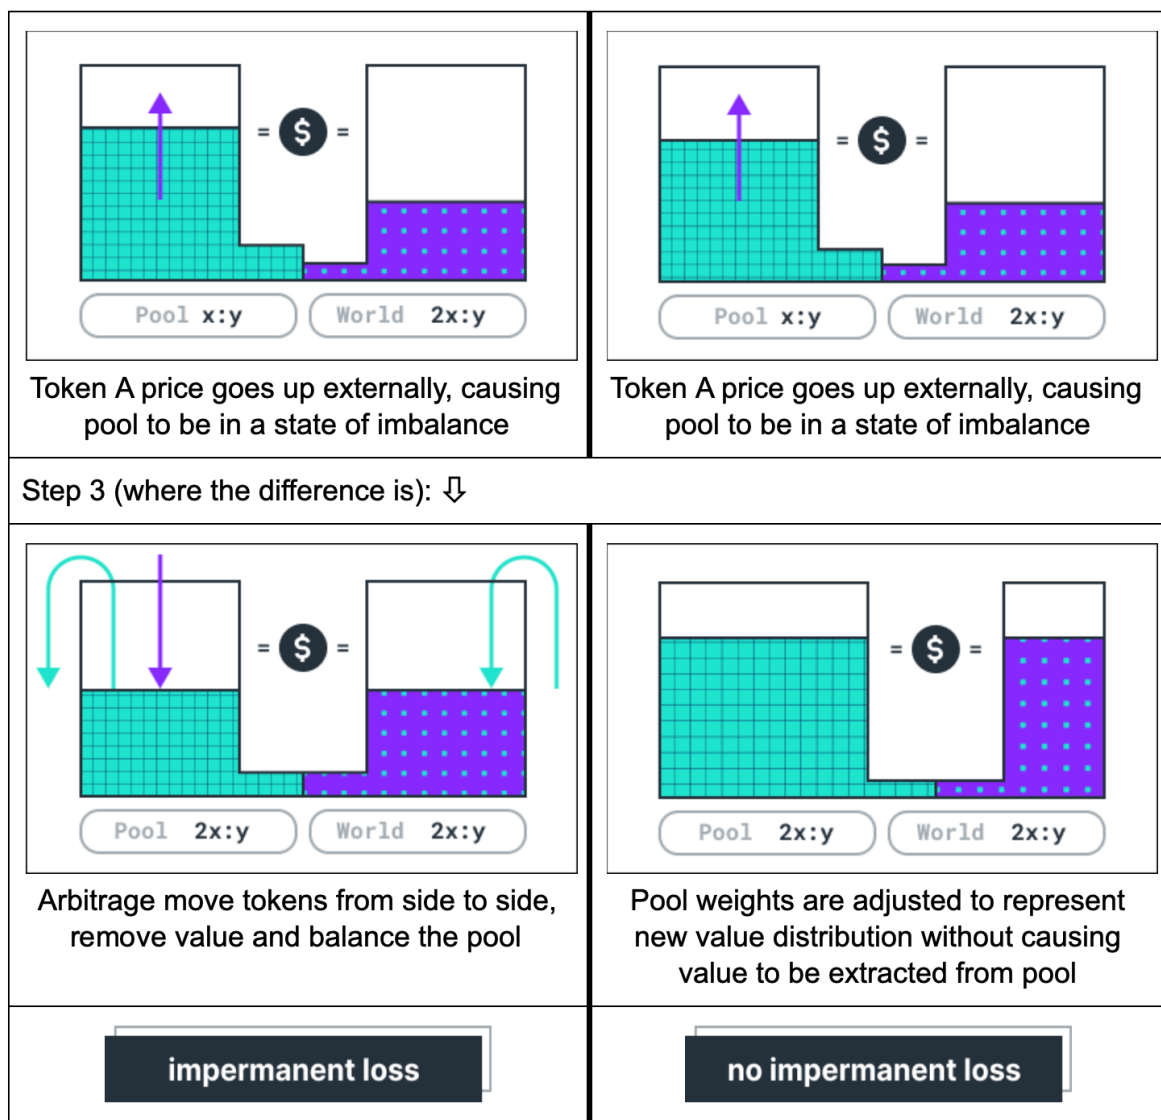 = $ =
Pool x:y
World 2x:y
Token A price goes up externally, causing
pool to be in a state of imbalance
= $ =
Pool x:y
World 2x:y
Token A price goes up externally, causing
pool to be in a state of imbalance
Step 3 (where the difference is): ⇩
= $ =
Pool 2x:y
World 2x:y
Arbitrage move tokens from side to side,
remove value and balance the pool
= $ =
Pool 2x:y
World 2x:y
Pool weights are adjusted to represent
new value distribution without causing
value to be extracted from pool
impermanent loss
no impermanent loss